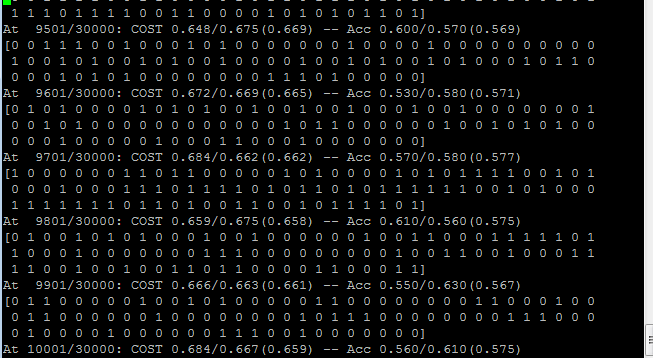 1 1 1 0 1 1 1 1 0 0 1 1 0 0 0 0 1 0 1 0 1 0 1 1 0 1]
At 9501/30000: COST 0.648/0.675(0.669) -- Acc 0.600/0.570(0.569)
[0 0 1 1 1 0 0 1 0 0 0 1 0 1 0 0 0 0 0 0 1 0 0 0 1 0 0 0 0 0 0 0 0 0 1
1 0 0 1 0 1 0 0 1 0 1 0 0 0 1 0 0 0 0 1 0 0 1 0 1 0 0 0 1 0 1 1 0
0 0 0 1 0 1 0 1 0 0 0 0 0 0 0 0 1 1 1 0 1 0 0 0 0 0]
At 9601/30000: COST 0.672/0.669(0.665) -- Acc 0.530/0.580(0.571)
[0 1 0 1 0 0 0 0 1 0 1 0 1 0 0 1 0 0 1 0 0 1 0 0 0 1 0 0 1 0 0 0 0 0 0 0 1
0 0 1 0 1 0 0 0 0 0 0 0 0 0 0 0 1 0 1 1 0 0 0 0 0 0 1 0 0 1 0 1 0 1 0 0
0 0 0 1 0 0 0 0 0 1 0 0 0 1 1 0 0 0 1 0 0 0 0 0 0 0]
At 9701/30000: COST 0.684/0.662(0.662) -- Acc 0.570/0.580(0.577)
[1 0 0 0 0 0 0 1 1 0 1 1 0 0 0 0 0 1 0 1 0 0 0 0 1 0 1 0 1 1 1 1 0 0 1 0 1
0 0 0 1 1 0 0 0 1 1 1 0 1 1 1 1 0 1 0 1 1 0 1 0 1 1 1 1 1 0 0 1 0 1 0 0 0
1 1 1 1 1 1 1 0 1 1 0 0 1 0 1 1 0 0 1 0 1 1 1 1 0 1]
At 9801/30000: COST 0.659/0.675(0.658) -- Acc 0.610/0.560(0.575)
[0 1 0 0 1 0 1 0 1 0 0 0 1 0 0 1 0 0 0 0 0 0 1 0 0 1 1 0 0 0 1 1 1 1 1 0 1
1 0 0 0 1 0 0 0 0 0 0 1 1 1 0 0 0 0 0 0 0 0 0 1 0 0 1 1 0 0 1 0 0 0 1 1
1 1 0 0 1 0 0 1 0 0 1 1 0 1 1 0 0 0 1 1 0 0 0 1 1]
At 9901/30000: COST 0.666/0.663(0.661) -- Acc 0.550/0.630(0.567)
[0 1 1 0 0 0 0 0 1 0 0 1 0 1 0 0 0 0 1 1 0 0 0 0 0 0 0 0 1 1 0 0 0 1 0 0
0 0 1 0 0 0 0 0 0 0 1 0 0 0 0 0 0 0 1 0 1 1 1 0 0 0 0 0 0 0 0 1 1 1 0 0 0
0 1 0 0 0 0 1 0 0 0 0 0 0 1 1 1 0 0 1 0 0 0 0 0 0]
At 10001/30000: COST 0.684/0.667(0.659) -- Acc 0.560/0.610(0.575)